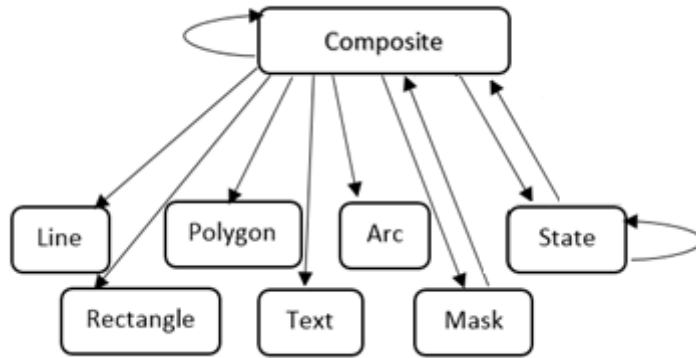 Composite
Line
Polygon
Arc
State
Rectangle
Text
Mask